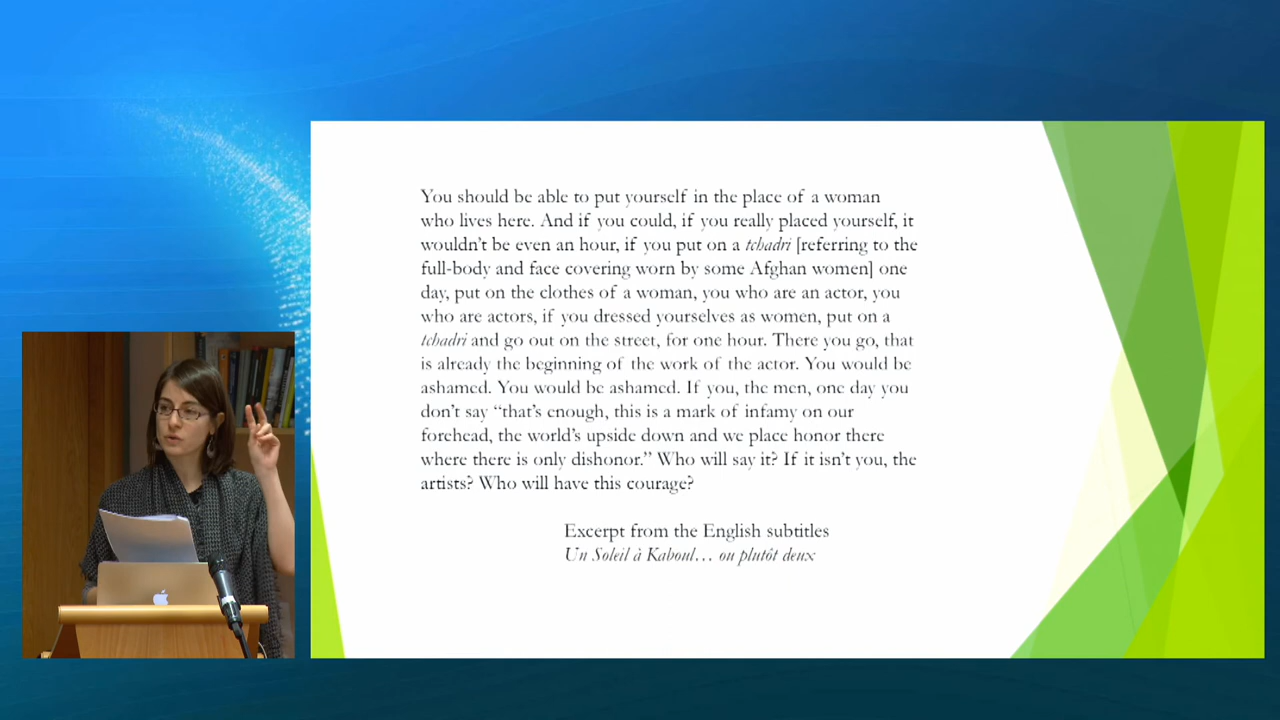 You should be able to put yourself in the place of a woman
who lives here. And if you could, if you really placed yourself, it
wouldn't be even an hour, if you put on a tchadri [referring to the
full-body and face covering worn by some Afghan women] one
day, put on the clothes of a woman, you who are an actor, you
who are actors, if you dressed yourselves as women, put on a
tchadri and go out on the street, for one hour. There you go, that
is already the beginning of the work of the actor. You would be
ashamed. You would be ashamed. If you, the men, one day you
don't say “that's enough, this is a mark of infamy on our
forehead, the world's upside down and we place honor there
where there is only dishonor.” Who will say it? If it isn't you, the
artists? Who will have this courage?
Excerpt from the English subtitles
Un Soleil à Kaboul… ou plutôt deux